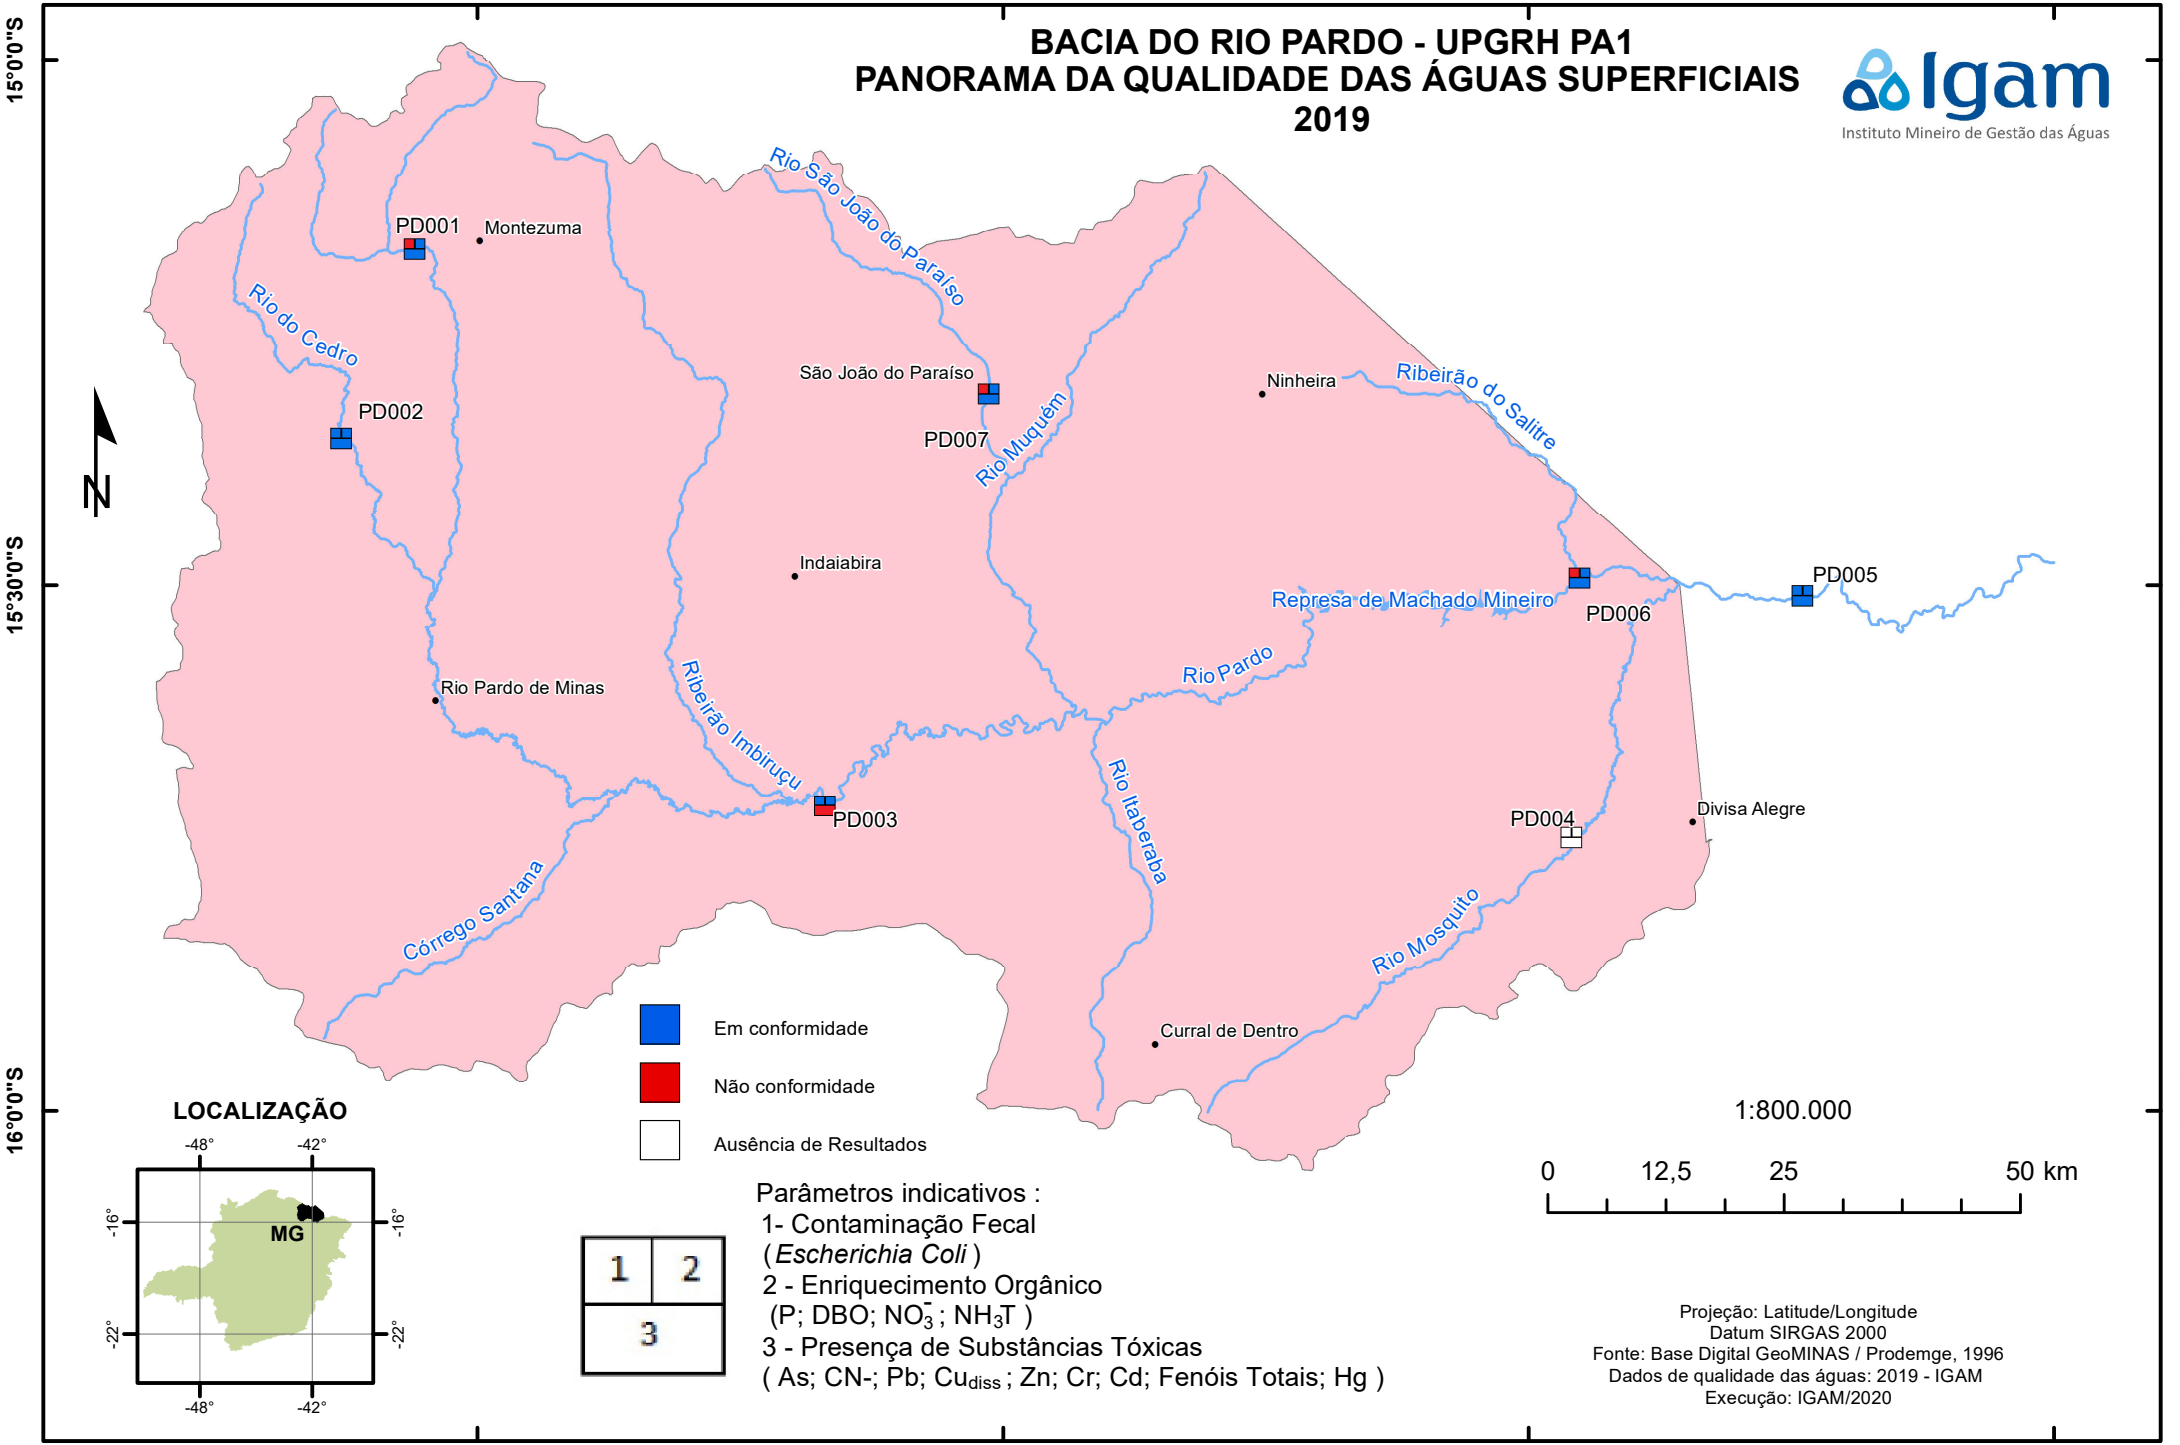 BACIA DO RIO PARDO - UPGRH PA1
PANORAMA DA QUALIDADE DAS ÁGUAS SUPERFICIAIS
2019
Igam
Instituto Mineiro de Gestão das Águas
15°0'0"S
15°30'0"S
16°0'0"S
N
PD001
Montezuma
Rio São João do Paraíso
Rio do Cedro
PD002
São João do Paraíso
PD007
Rio Muquém
Ninheira
Ribeirão do Salitre
Indaiabira
PD005
Represa de Machado Mineiro
PD006
Rio Pardo
Rio Pardo de Minas
Ribeirão Imbiruçu
PD003
Rio Itaberaba
PD004
Divisa Alegre
Córrego Santana
Rio Mosquito
Curral de Dentro
Em conformidade
Não conformidade
Ausência de Resultados
LOCALIZAÇÃO
-48° -42°
-16° -16°
MG
-22° -22°
-48° -42°
1 2
3
Parâmetros indicativos :
1- Contaminação Fecal
(Escherichia Coli )
2 - Enriquecimento Orgânico
(P; DBO; NO₃⁻ ; NH₃T )
3 - Presença de Substâncias Tóxicas
( As; CN-; Pb; Cudiss ; Zn; Cr; Cd; Fenóis Totais; Hg )
1:800.000
0 12,5 25 50 km
Projeção: Latitude/Longitude
Datum SIRGAS 2000
Fonte: Base Digital GeoMINAS / Prodemge, 1996
Dados de qualidade das águas: 2019 - IGAM
Execução: IGAM/2020